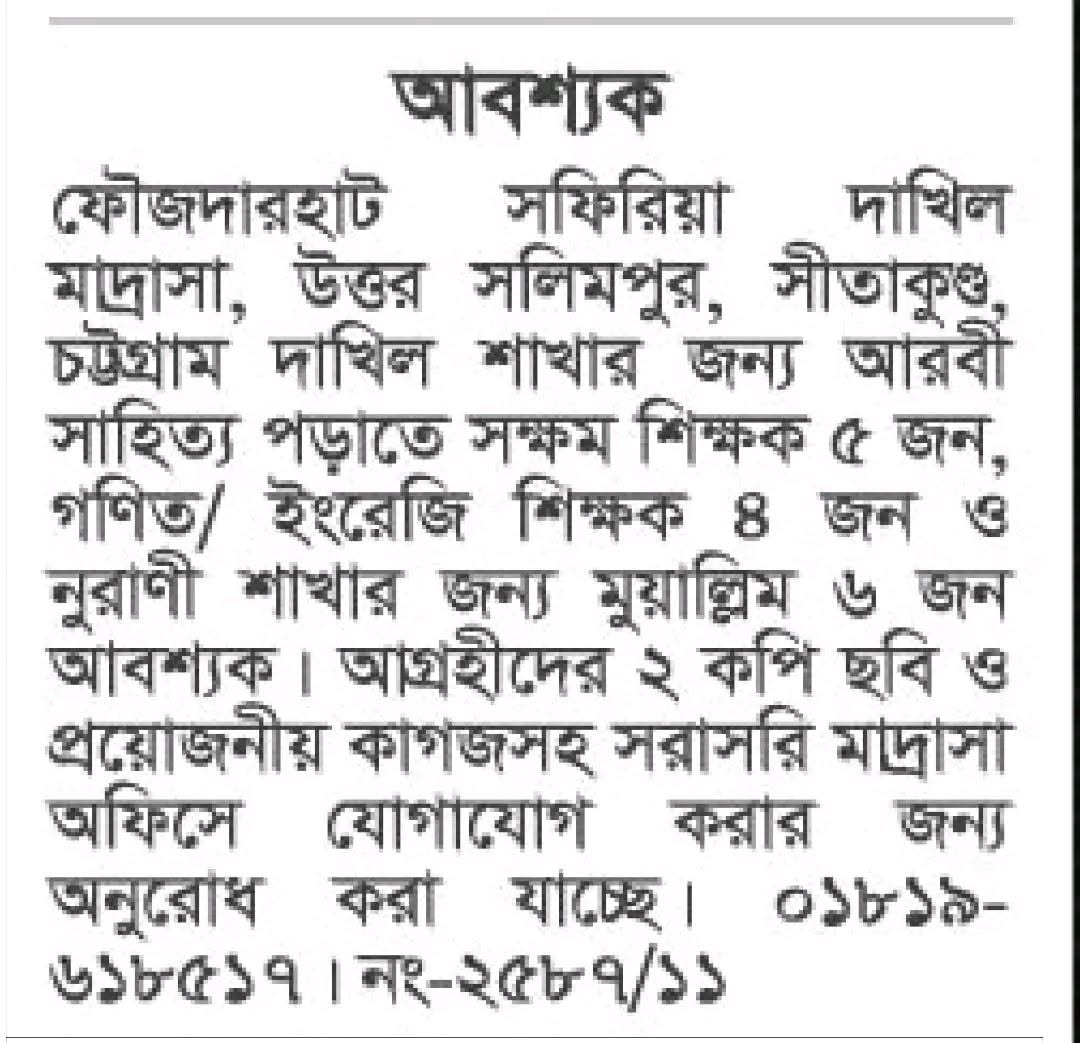 আবশ্যক
ফৌজদারহাট সফিরিয়া দাখিল
মাদ্রাসা, উত্তর সলিমপুর, সীতাকুণ্ড,
চট্টগ্রাম দাখিল শাখার জন্য আরবী
সাহিত্য পড়াতে সক্ষম শিক্ষক ৫ জন,
গণিত/ ইংরেজি শিক্ষক ৪ জন ও
নুরাণী শাখার জন্য মুয়াল্লিম ৬ জন
আবশ্যক। আগ্রহীদের ২ কপি ছবি ও
প্রয়োজনীয় কাগজসহ সরাসরি মাদ্রাসা
অফিসে যোগাযোগ করার জন্য
অনুরোধ করা যাচ্ছে। ০১৮১৯-
৬১৮৫১৭। নং-২৫৮৭/১১